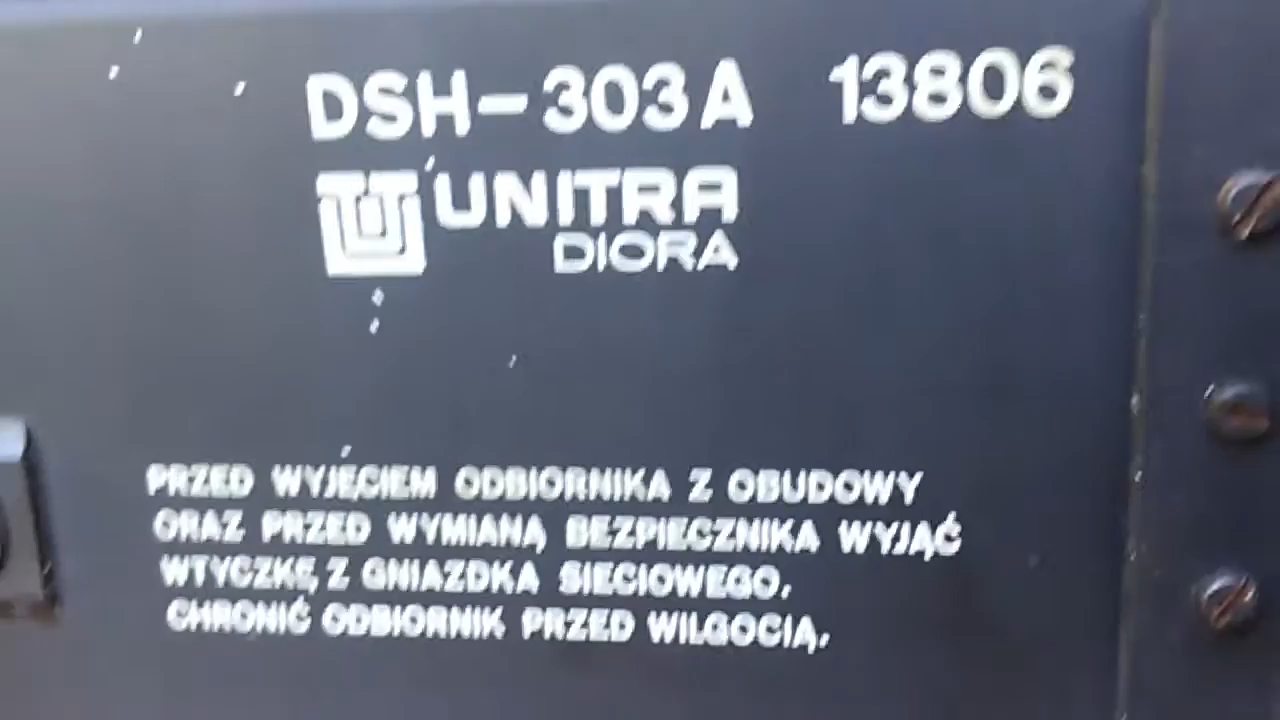 DSH-303A 13806
UNITRA
DIORA
PRZED WYJĘCIEM ODBIORNIKA Z OBUDOWY
ORAZ PRZED WYMIANĄ BEZPIECZNIKA WYJĄĆ
WTYCZKĘ Z GNIAZDKA SIECIOWEGO.
CHRONIĆ ODBIORNIK PRZED WILGOCIĄ.